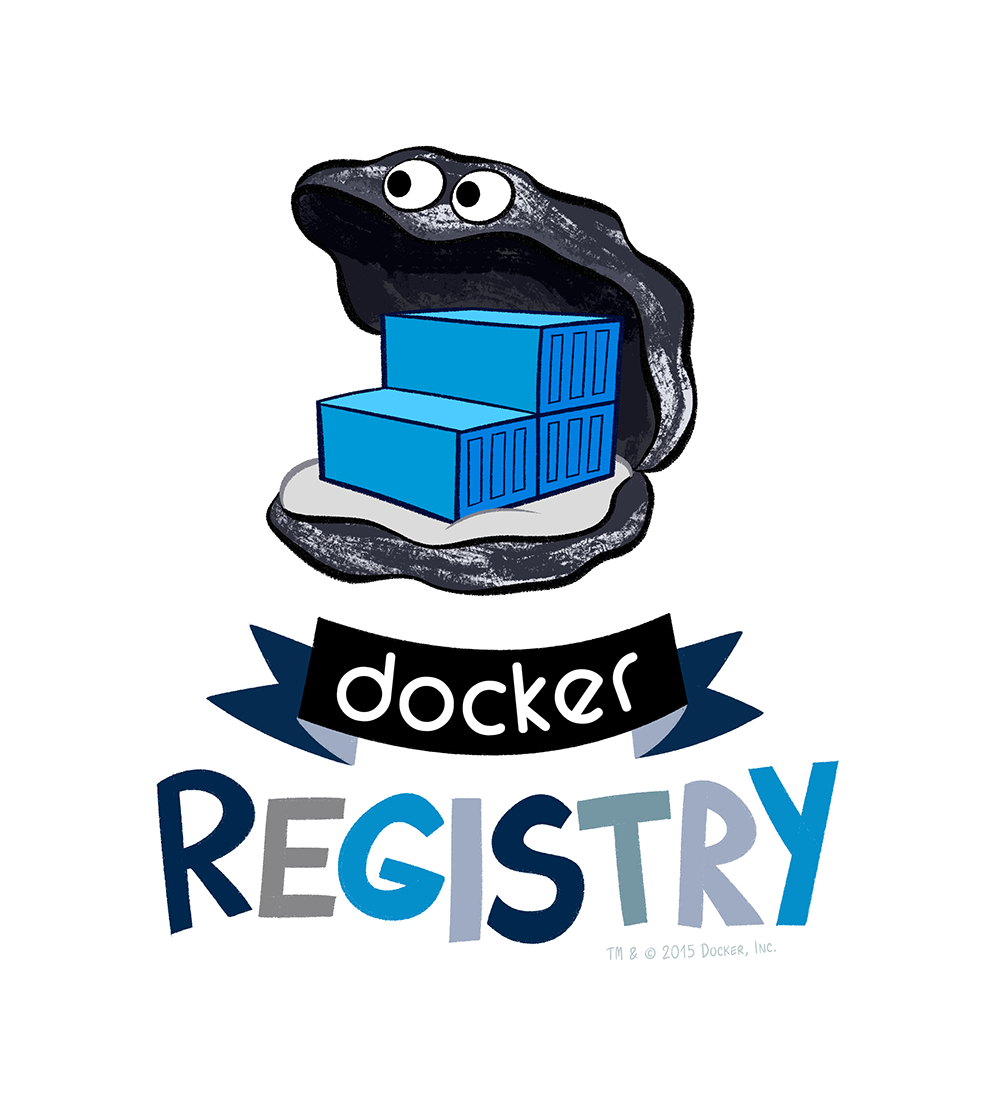 docker
REGISTRY
TM & © 2015 DOCKER, INC.